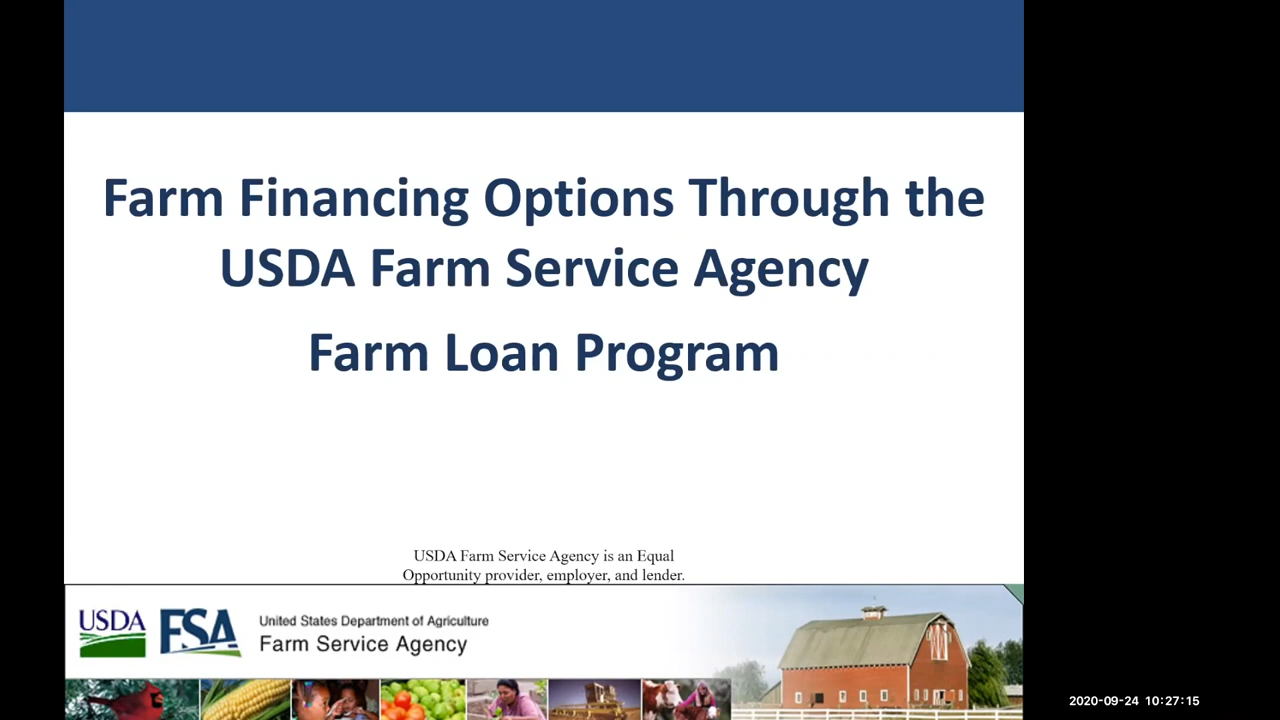 Farm Financing Options Through the
USDA Farm Service Agency
Farm Loan Program
USDA Farm Service Agency is an Equal
Opportunity provider, employer, and lender.
USDA FSA
United States Department of Agriculture
Farm Service Agency
2020-09-24 10:27:15